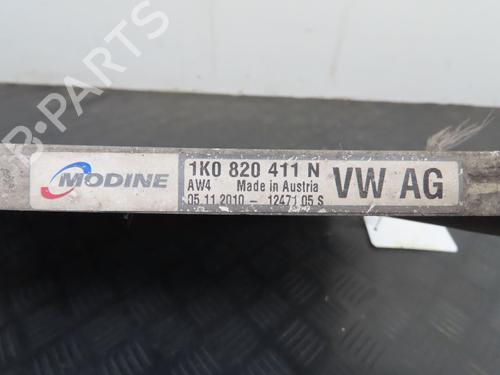 B-PARTS
MODINE
1K0 820 411 N
AW4 Made in Austria
05.11.2010- 12471 05 S
VW AG